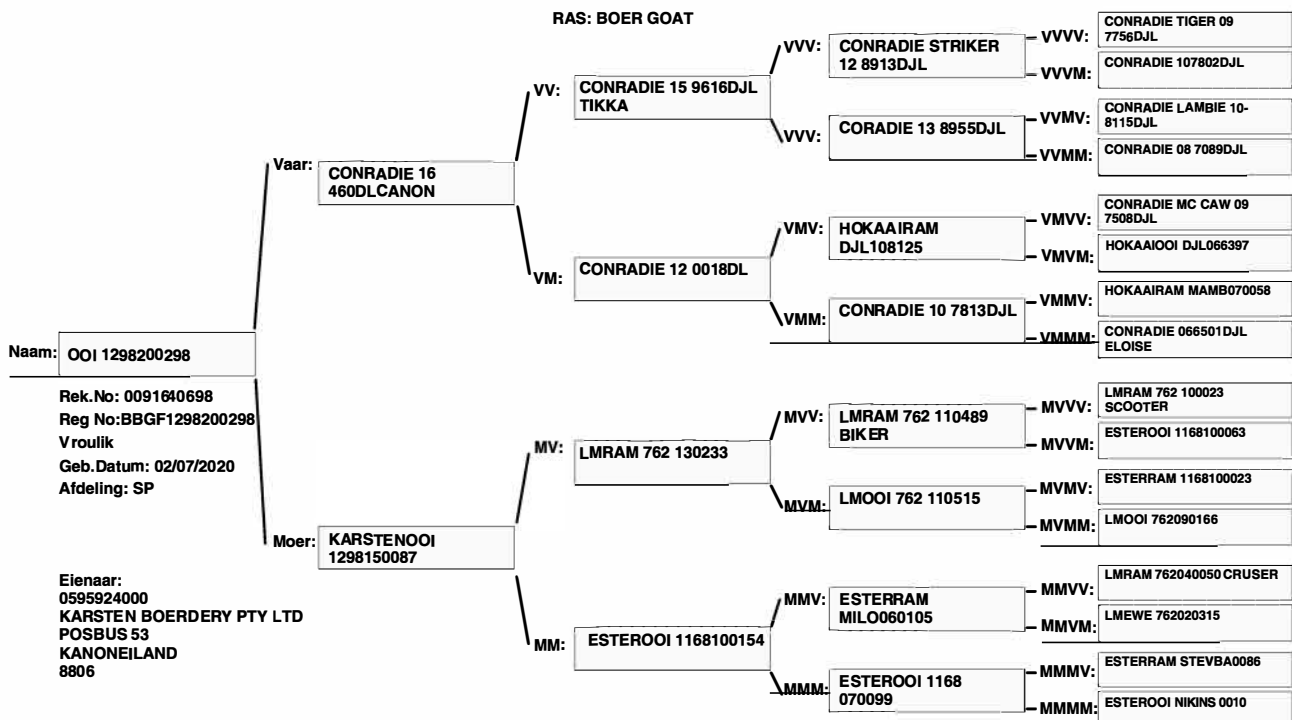 RAS: BOER GOAT
Naam:
OOI 1298200298
Rek.No: 0091640698
Reg No:BBGF1298200298
Vroulik
Geb.Datum: 02/07/2020
Afdeling: SP
Eienaar:
0595924000
KARSTEN BOERDERY PTY LTD
POSBUS 53
KANONEILAND
8806
Vaar:
CONRADIE 16
460DLCANON
Moer:
KARSTENOOI
1298150087
VV:
CONRADIE 15 9616DJL
TIKKA
VM:
CONRADIE 12 0018DL
MV:
LMRAM 762 130233
MM:
ESTEROOI 1168100154
VVV:
CONRADIE STRIKER
12 8913DJL
VVV:
CORADIE 13 8955DJL
VMV:
HOKAAIRAM
DJL108125
VMM:
CONRADIE 10 7813DJL
MVV:
LMRAM 762 110489
BIKER
MVM:
LMOOI 762 110515
MMV:
ESTERRAM
MILO060105
MMM:
ESTEROOI 1168
070099
VVVV:
CONRADIE TIGER 09
7756DJL
VVVM:
CONRADIE 107802DJL
VVMV:
CONRADIE LAMBIE 10-
8115DJL
VVMM:
CONRADIE 08 7089DJL
VMVV:
CONRADIE MC CAW 09
7508DJL
VMVM:
HOKAAIOOI DJL066397
VMMV:
HOKAAIRAM MAMB070058
VMMM:
CONRADIE 066501DJL
ELOISE
MVVV:
LMRAM 762 100023
SCOOTER
MVVM:
ESTEROOI 1168100063
MVMV:
ESTERRAM 1168100023
MVMM:
LMOOI 762090166
MMVV:
LMRAM 762040050 CRUSER
MMVM:
LMEWE 762020315
MMMV:
ESTERRAM STEVBA0086
MMMM:
ESTEROOI NIKINS 0010